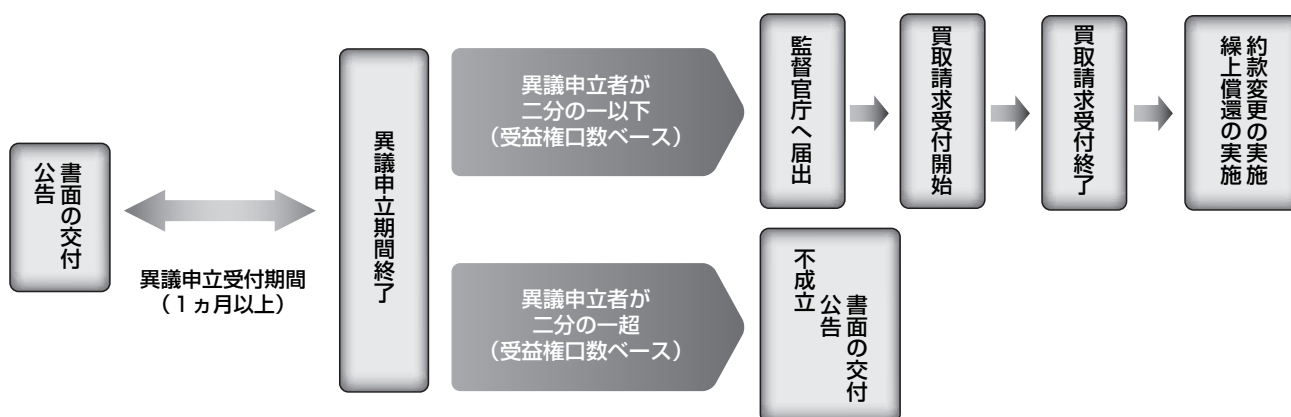 書面の交付
公告
異議申立受付期間
(1ヵ月以上)
異議申立期間終了
異議申立者が
二分の一以下
(受益権口数ベース)
監督官庁へ届出
買取請求受付開始
買取請求受付終了
約款変更の実施
繰上償還の実施
異議申立者が
二分の一超
(受益権口数ベース)
書面の交付
公告
不成立